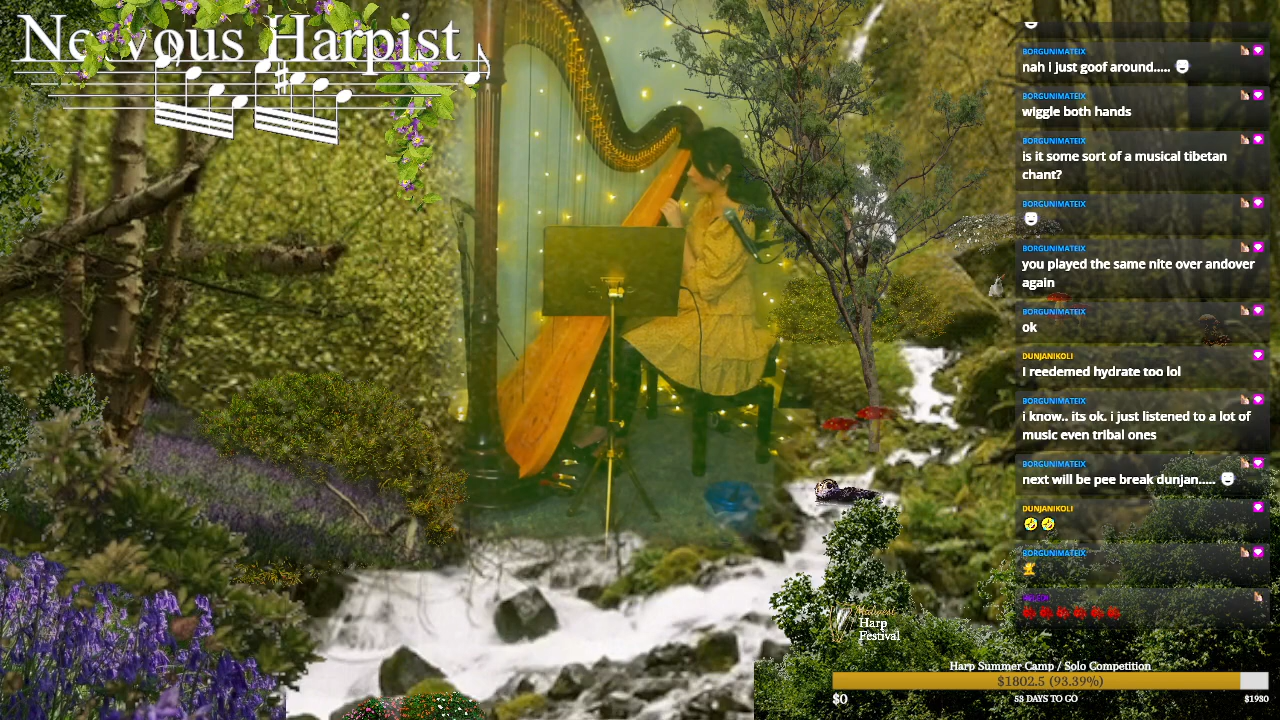 Nervous Harpist
BORGUNIMATEIX
nah I just goof around.....
BORGUNIMATEIX
wiggle both hands
BORGUNIMATEIX
is it some sort of a musical tibetan
chant?
BORGUNIMATEIX
BORGUNIMATEIX
you played the same nite over andover
again
BORGUNIMATEIX
ok
DUNJANIKOLI
I reedemed hydrate too lol
BORGUNIMATEIX
i know.. its ok. i just listened to a lot of
music even tribal ones
BORGUNIMATEIX
next will be pee break dunjan.....
DUNJANIKOLI
BORGUNIMATEIX
Harp
Festival
Harp Summer Camp / Solo Competition
$1802.5 (93.39%)
$0
53 DAYS TO GO
$1930